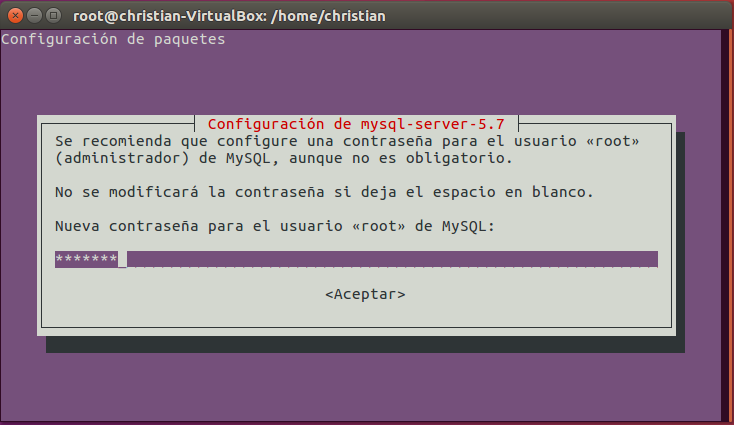 root@christian-VirtualBox: /home/christian
Configuración de paquetes
Configuración de mysql-server-5.7
Se recomienda que configure una contraseña para el usuario «root»
(administrador) de MySQL, aunque no es obligatorio.
No se modificará la contraseña si deja el espacio en blanco.
Nueva contraseña para el usuario «root» de MySQL:
*******
<Aceptar>